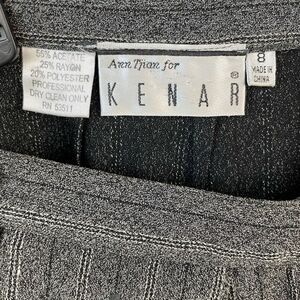 55% ACETATE
25% RAYON
20% POLYESTER
PROFESSIONAL
DRY CLEAN ONLY
RN 53511
Ann Tjian for
KENAR
®
8
MADE IN
CHINA